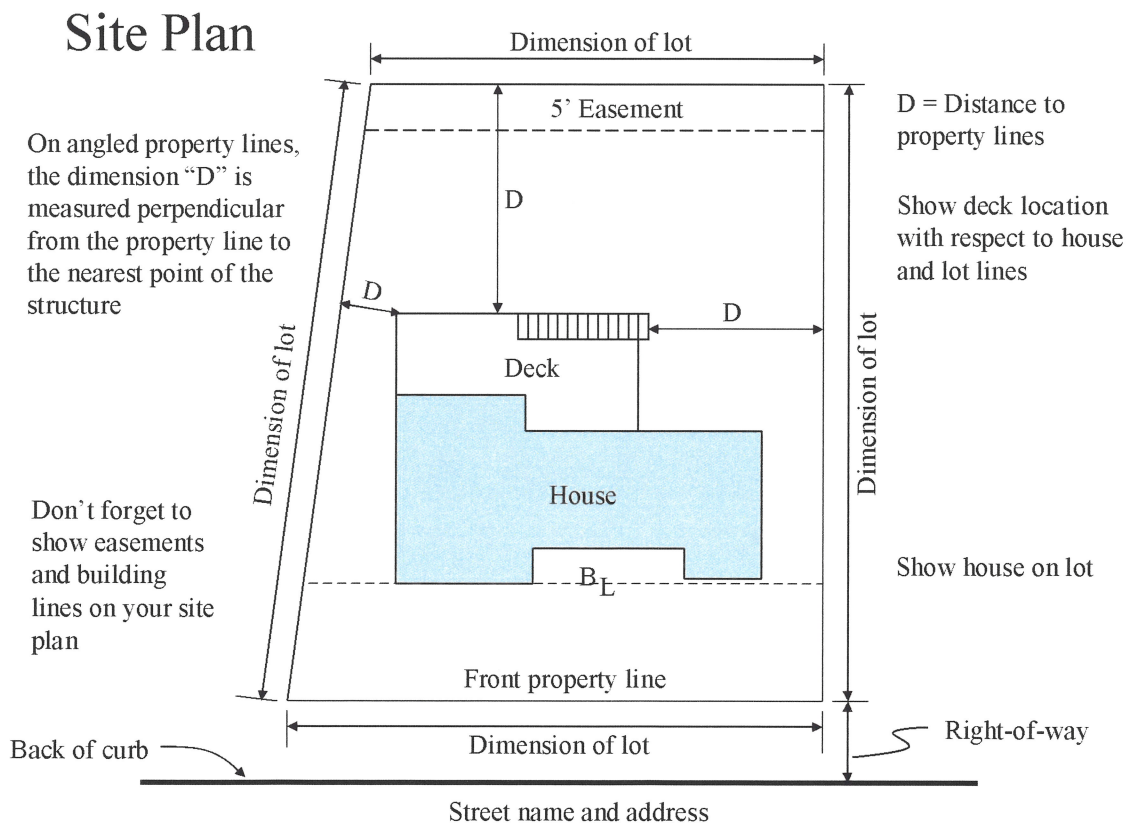 Site Plan
Dimension of lot
5’ Easement
D = Distance to
property lines
On angled property lines,
the dimension “D” is
measured perpendicular
from the property line to
the nearest point of the
structure
D
Show deck location
with respect to house
and lot lines
D
D
Deck
Dimension of lot
Dimension of lot
House
Don’t forget to
show easements
and building
lines on your site
plan
Show house on lot
BL
Front property line
Right-of-way
Dimension of lot
Back of curb
Street name and address